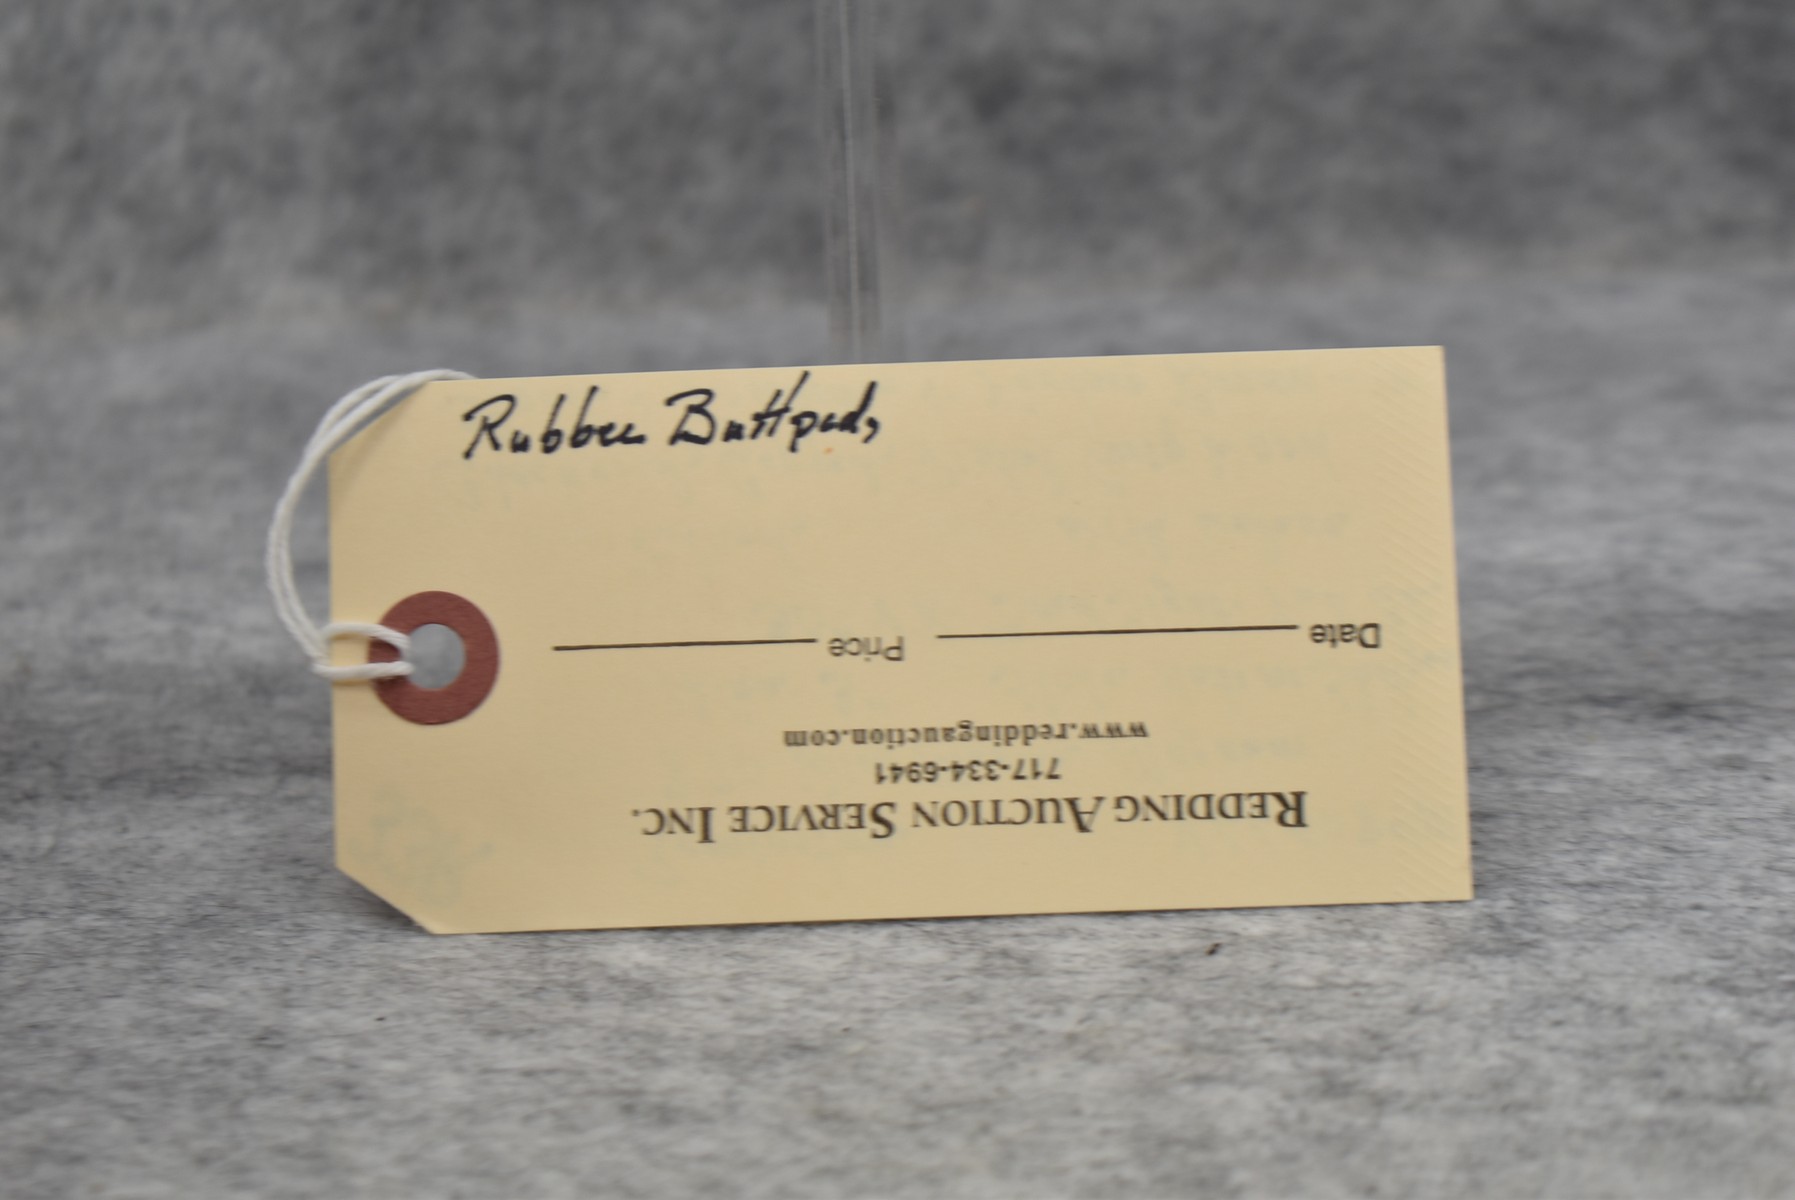 Rubber Buttpads
REDDING AUCTION SERVICE INC.
717-334-6941
www.reddingauction.com
Date Price